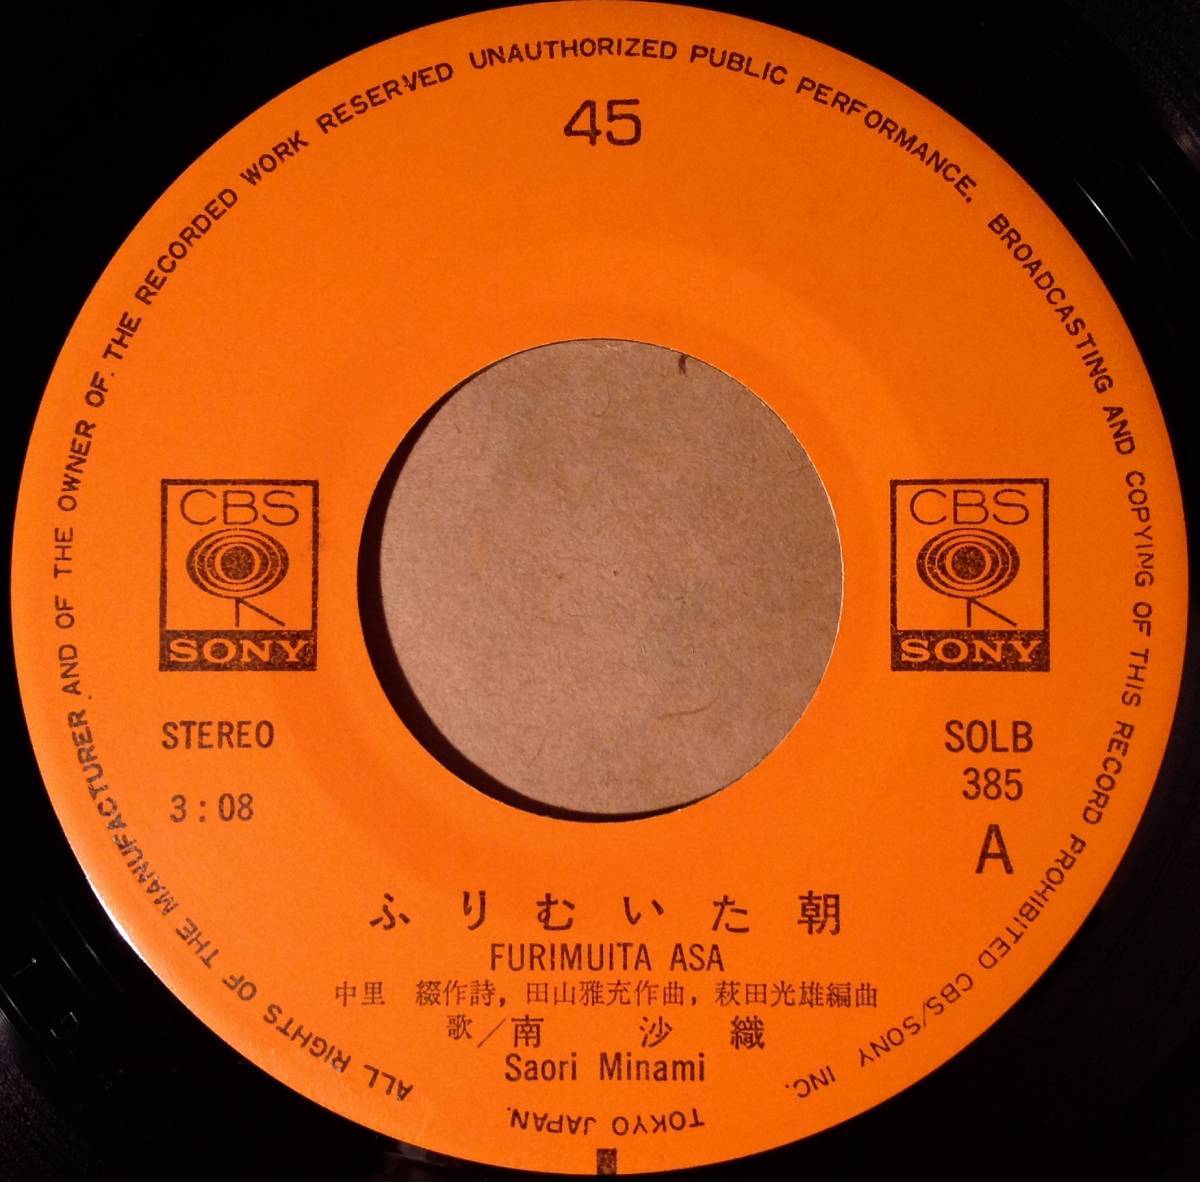 ALL RIGHTS OF THE MANUFACTURER AND OF THE OWNER OF THE RECORDED WORK RESERVED UNAUTHORIZED PUBLIC PERFORMANCE. BROADCASTING AND COPYING OF THIS RECORD PROHIBITED CBS/SONY INC.
TOKYO JAPAN.
45
CBS
SONY
CBS
SONY
STEREO
3:08
SOLB
385
A
ふりむいた朝
FURIMUITA ASA
中里 綴作詩，田山雅充作曲，萩田光雄編曲
歌／南 沙 織
Saori Minami